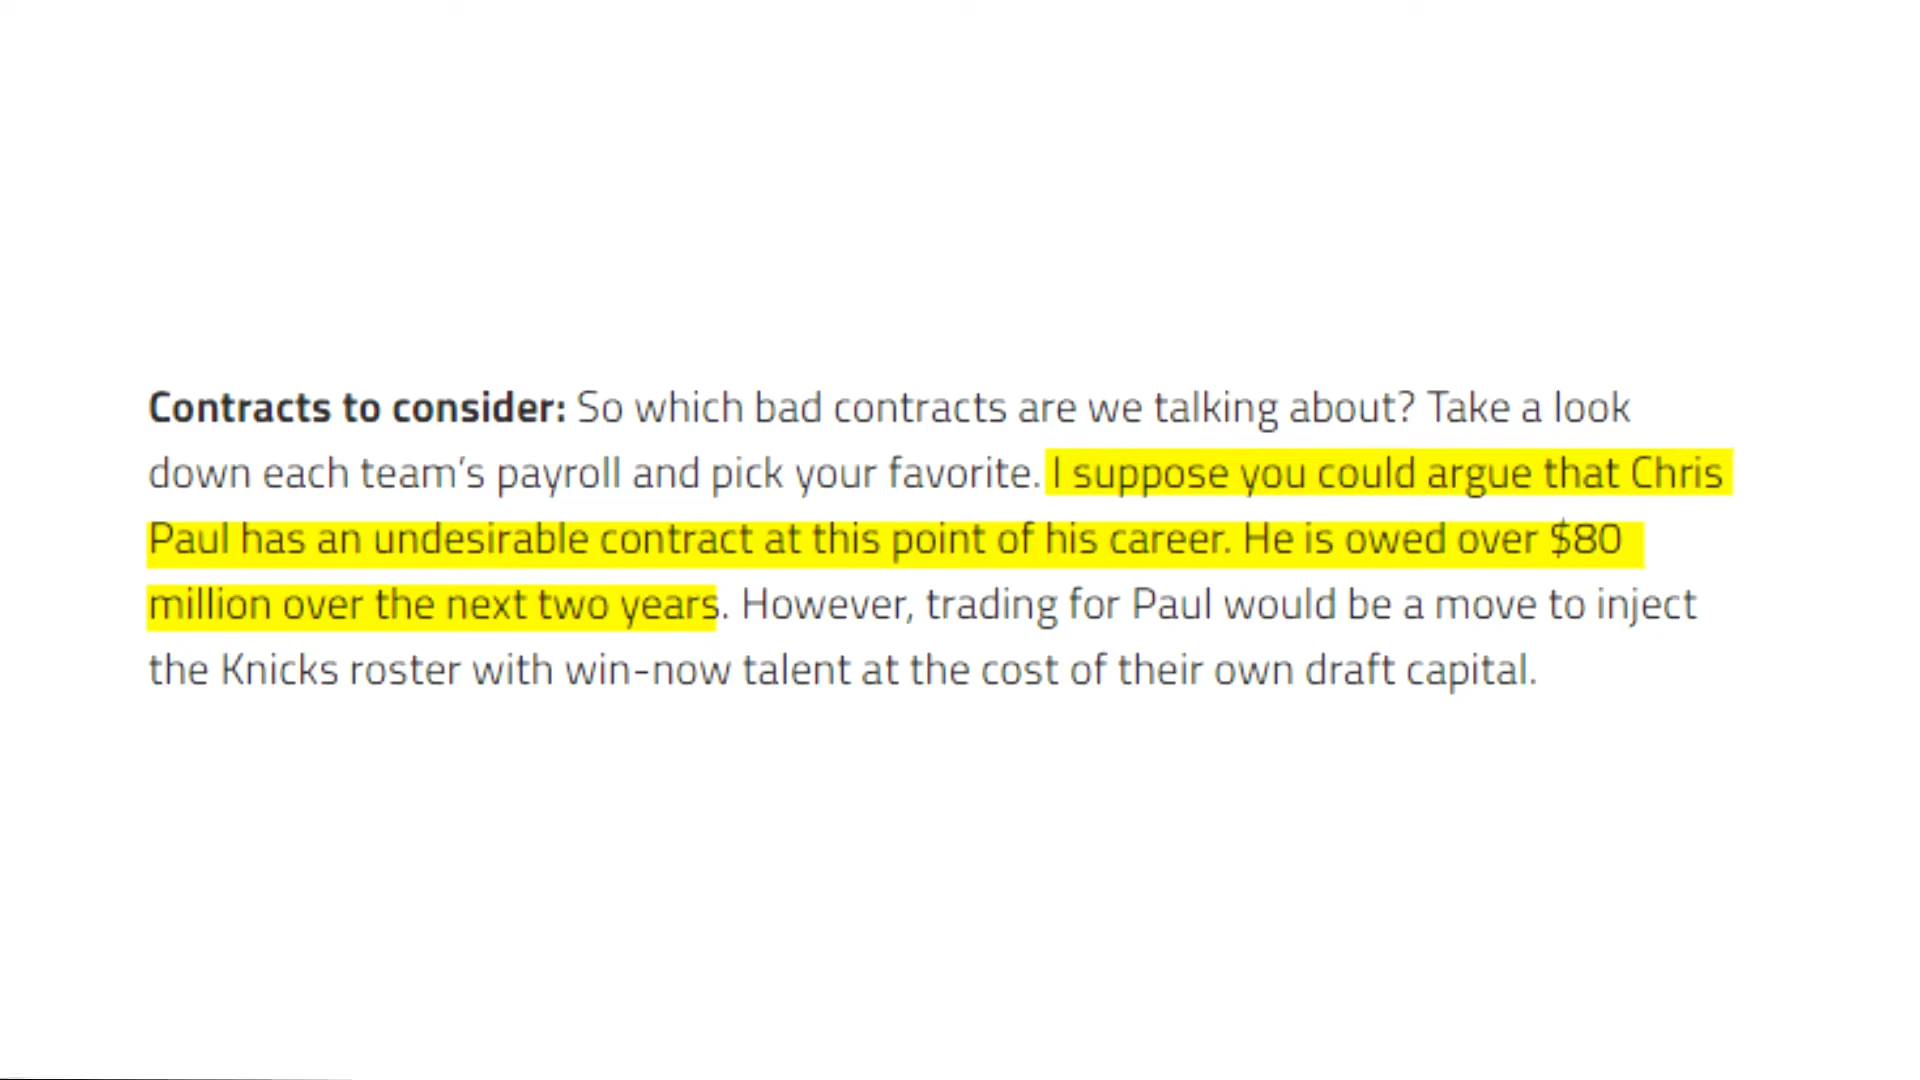 Contracts to consider: So which bad contracts are we talking about? Take a look
down each team’s payroll and pick your favorite. I suppose you could argue that Chris
Paul has an undesirable contract at this point of his career. He is owed over $80
million over the next two years. However, trading for Paul would be a move to inject
the Knicks roster with win-now talent at the cost of their own draft capital.